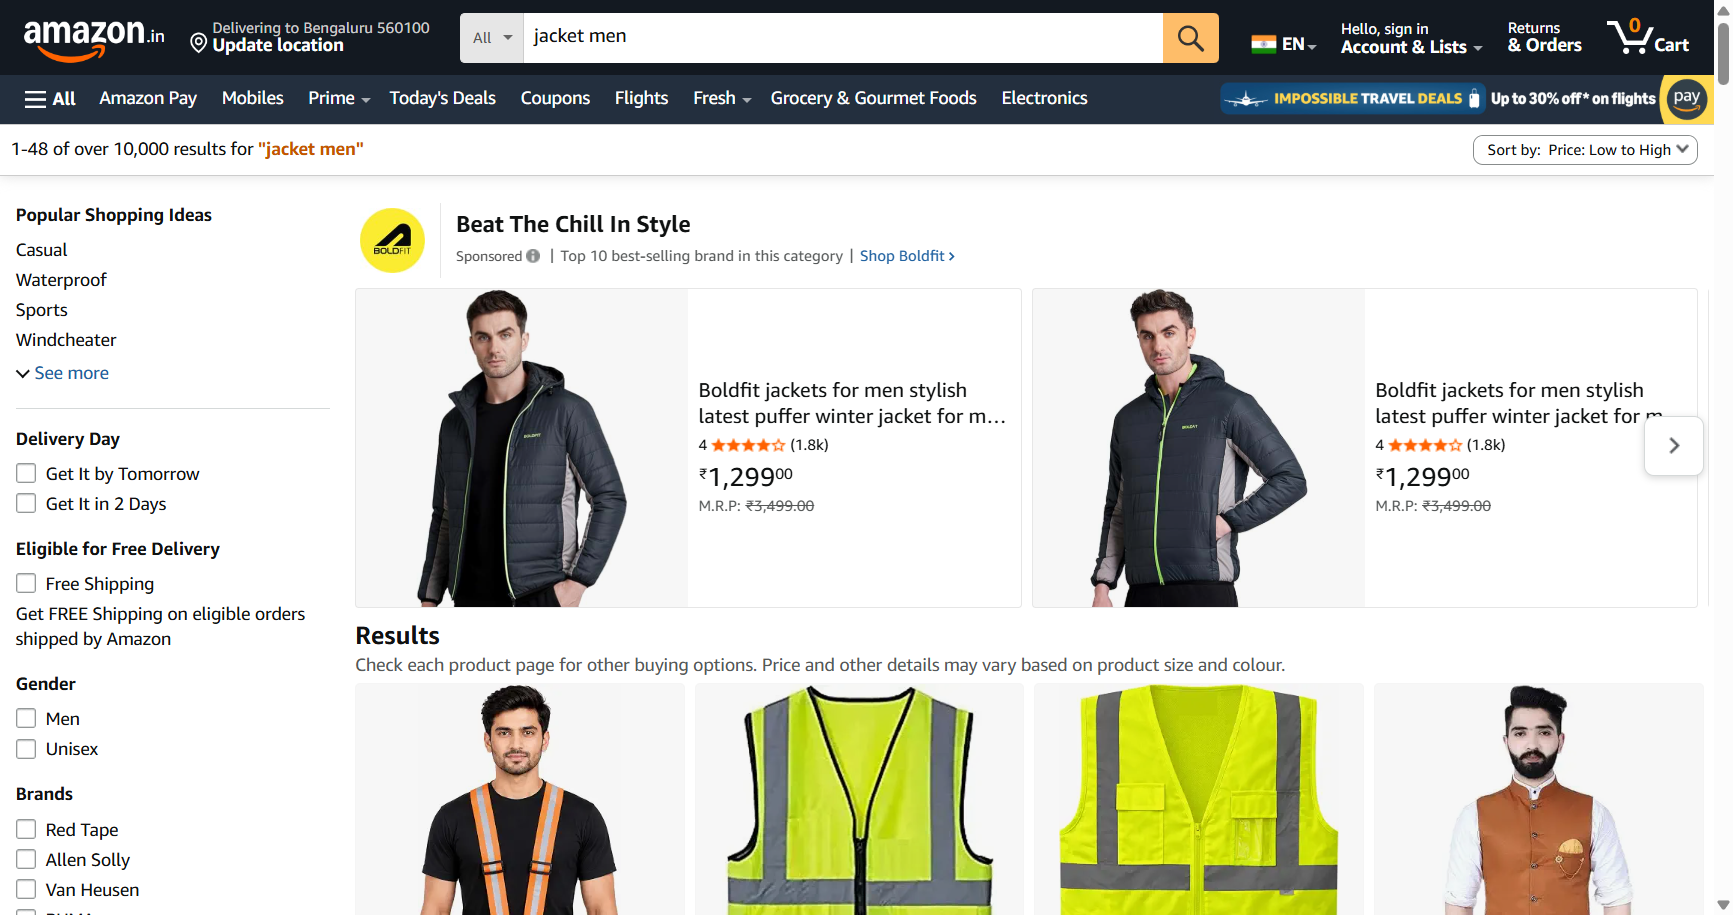 amazon.in
Delivering to Bengaluru 560100
Update location
All
jacket men
EN
Hello, sign in
Account & Lists
Returns
& Orders
0
Cart
All
Amazon Pay
Mobiles
Prime
Today's Deals
Coupons
Flights
Fresh
Grocery & Gourmet Foods
Electronics
IMPOSSIBLE TRAVEL DEALS
Up to 30% off* on flights
pay
1-48 of over 10,000 results for "jacket men"
Sort by: Price: Low to High
Popular Shopping Ideas
Casual
Waterproof
Sports
Windcheater
See more
Delivery Day
Get It by Tomorrow
Get It in 2 Days
Eligible for Free Delivery
Free Shipping
Get FREE Shipping on eligible orders
shipped by Amazon
Gender
Men
Unisex
Brands
Red Tape
Allen Solly
Van Heusen
BOLDFIT
Beat The Chill In Style
Sponsored | Top 10 best-selling brand in this category | Shop Boldfit ›
BOLDFIT
Boldfit jackets for men stylish
latest puffer winter jacket for m…
4 (1.8k)
₹1,29900
M.R.P: ₹3,499.00
BOLDFIT
Boldfit jackets for men stylish
latest puffer winter jacket for m
4 (1.8k)
₹1,29900
M.R.P: ₹3,499.00
Results
Check each product page for other buying options. Price and other details may vary based on product size and colour.